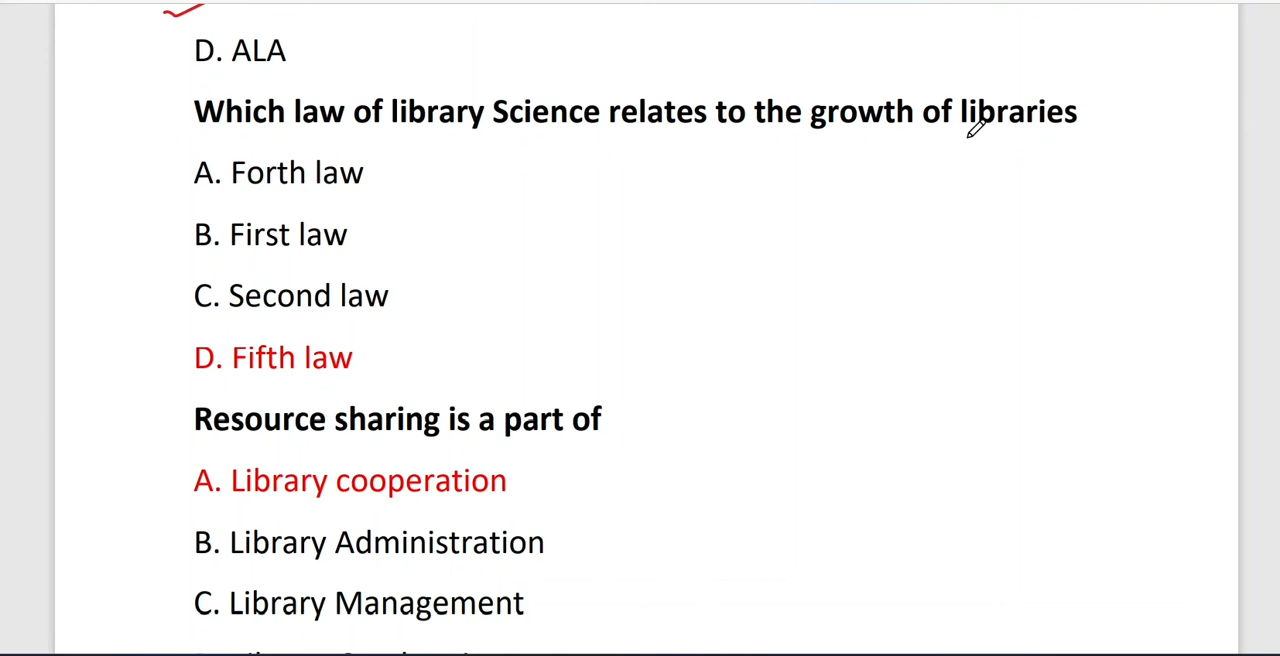 D. ALA
Which law of library Science relates to the growth of libraries
A. Forth law
B. First law
C. Second law
D. Fifth law
Resource sharing is a part of
A. Library cooperation
B. Library Administration
C. Library Management